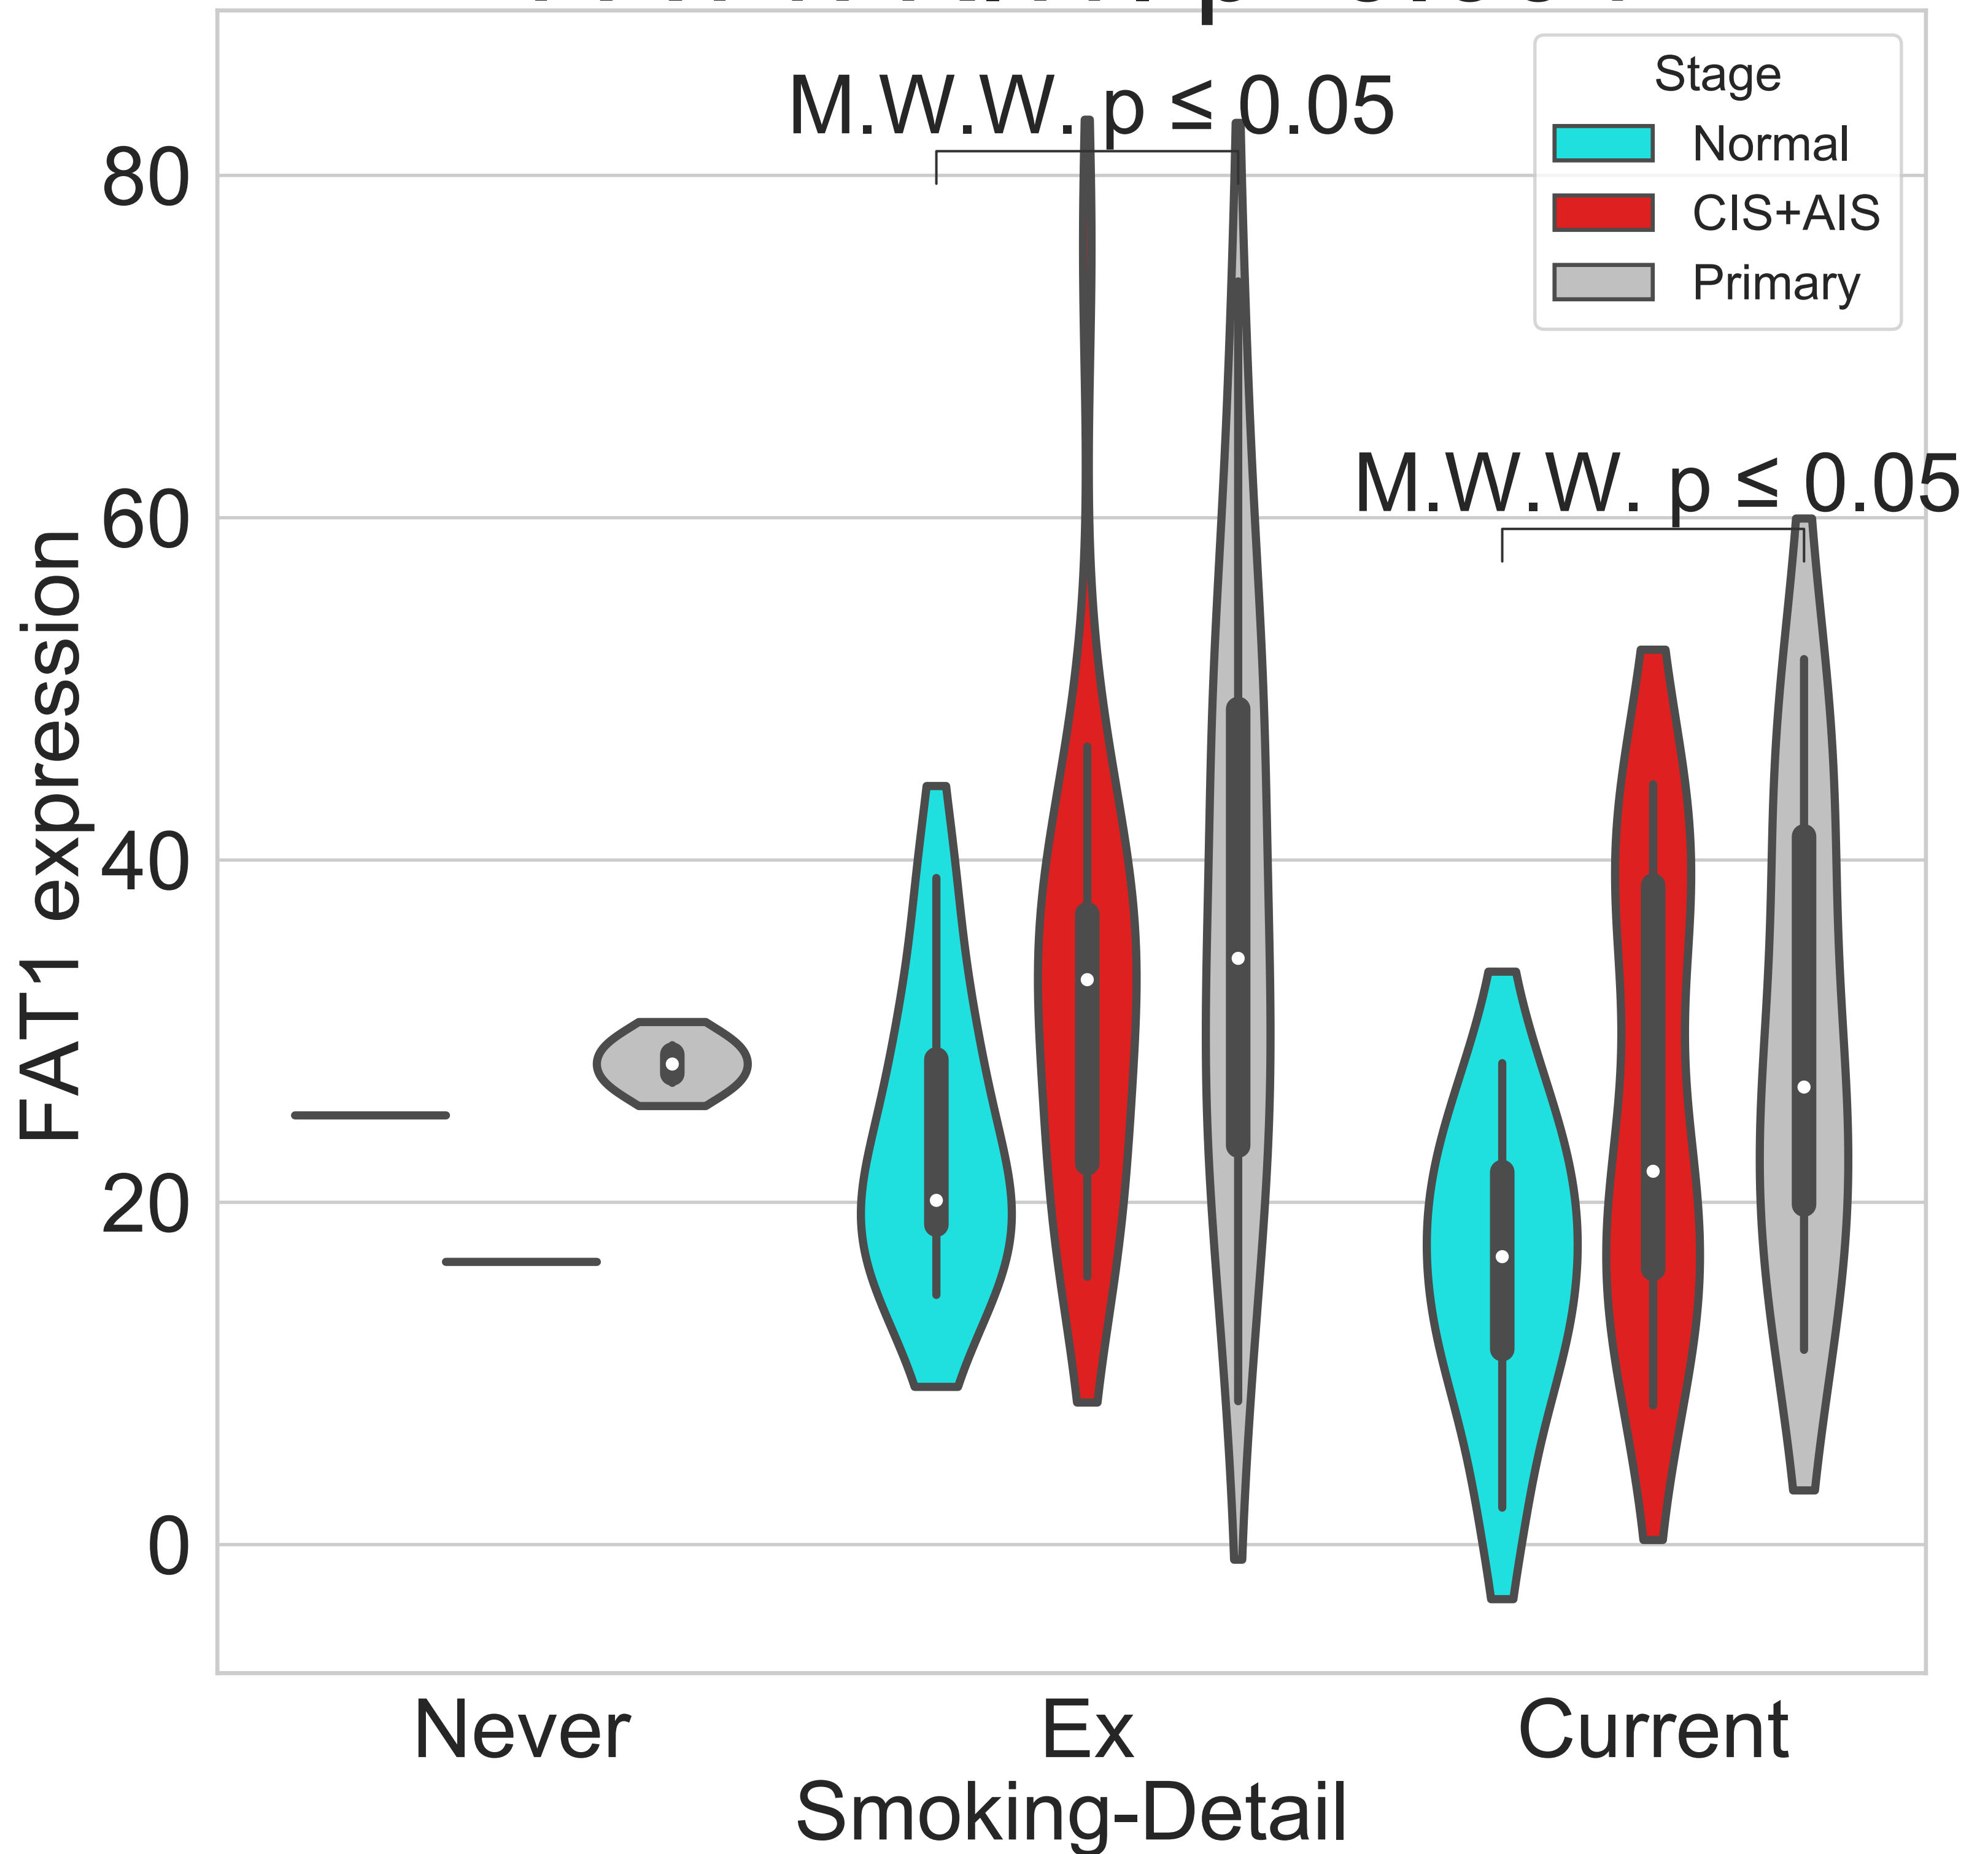 M.W.W. p ≤ 0.05
Stage
Normal
CIS+AIS
Primary
M.W.W. p ≤ 0.05
80
60
40
20
0
FAT1 expression
Never
Ex
Current
Smoking-Detail